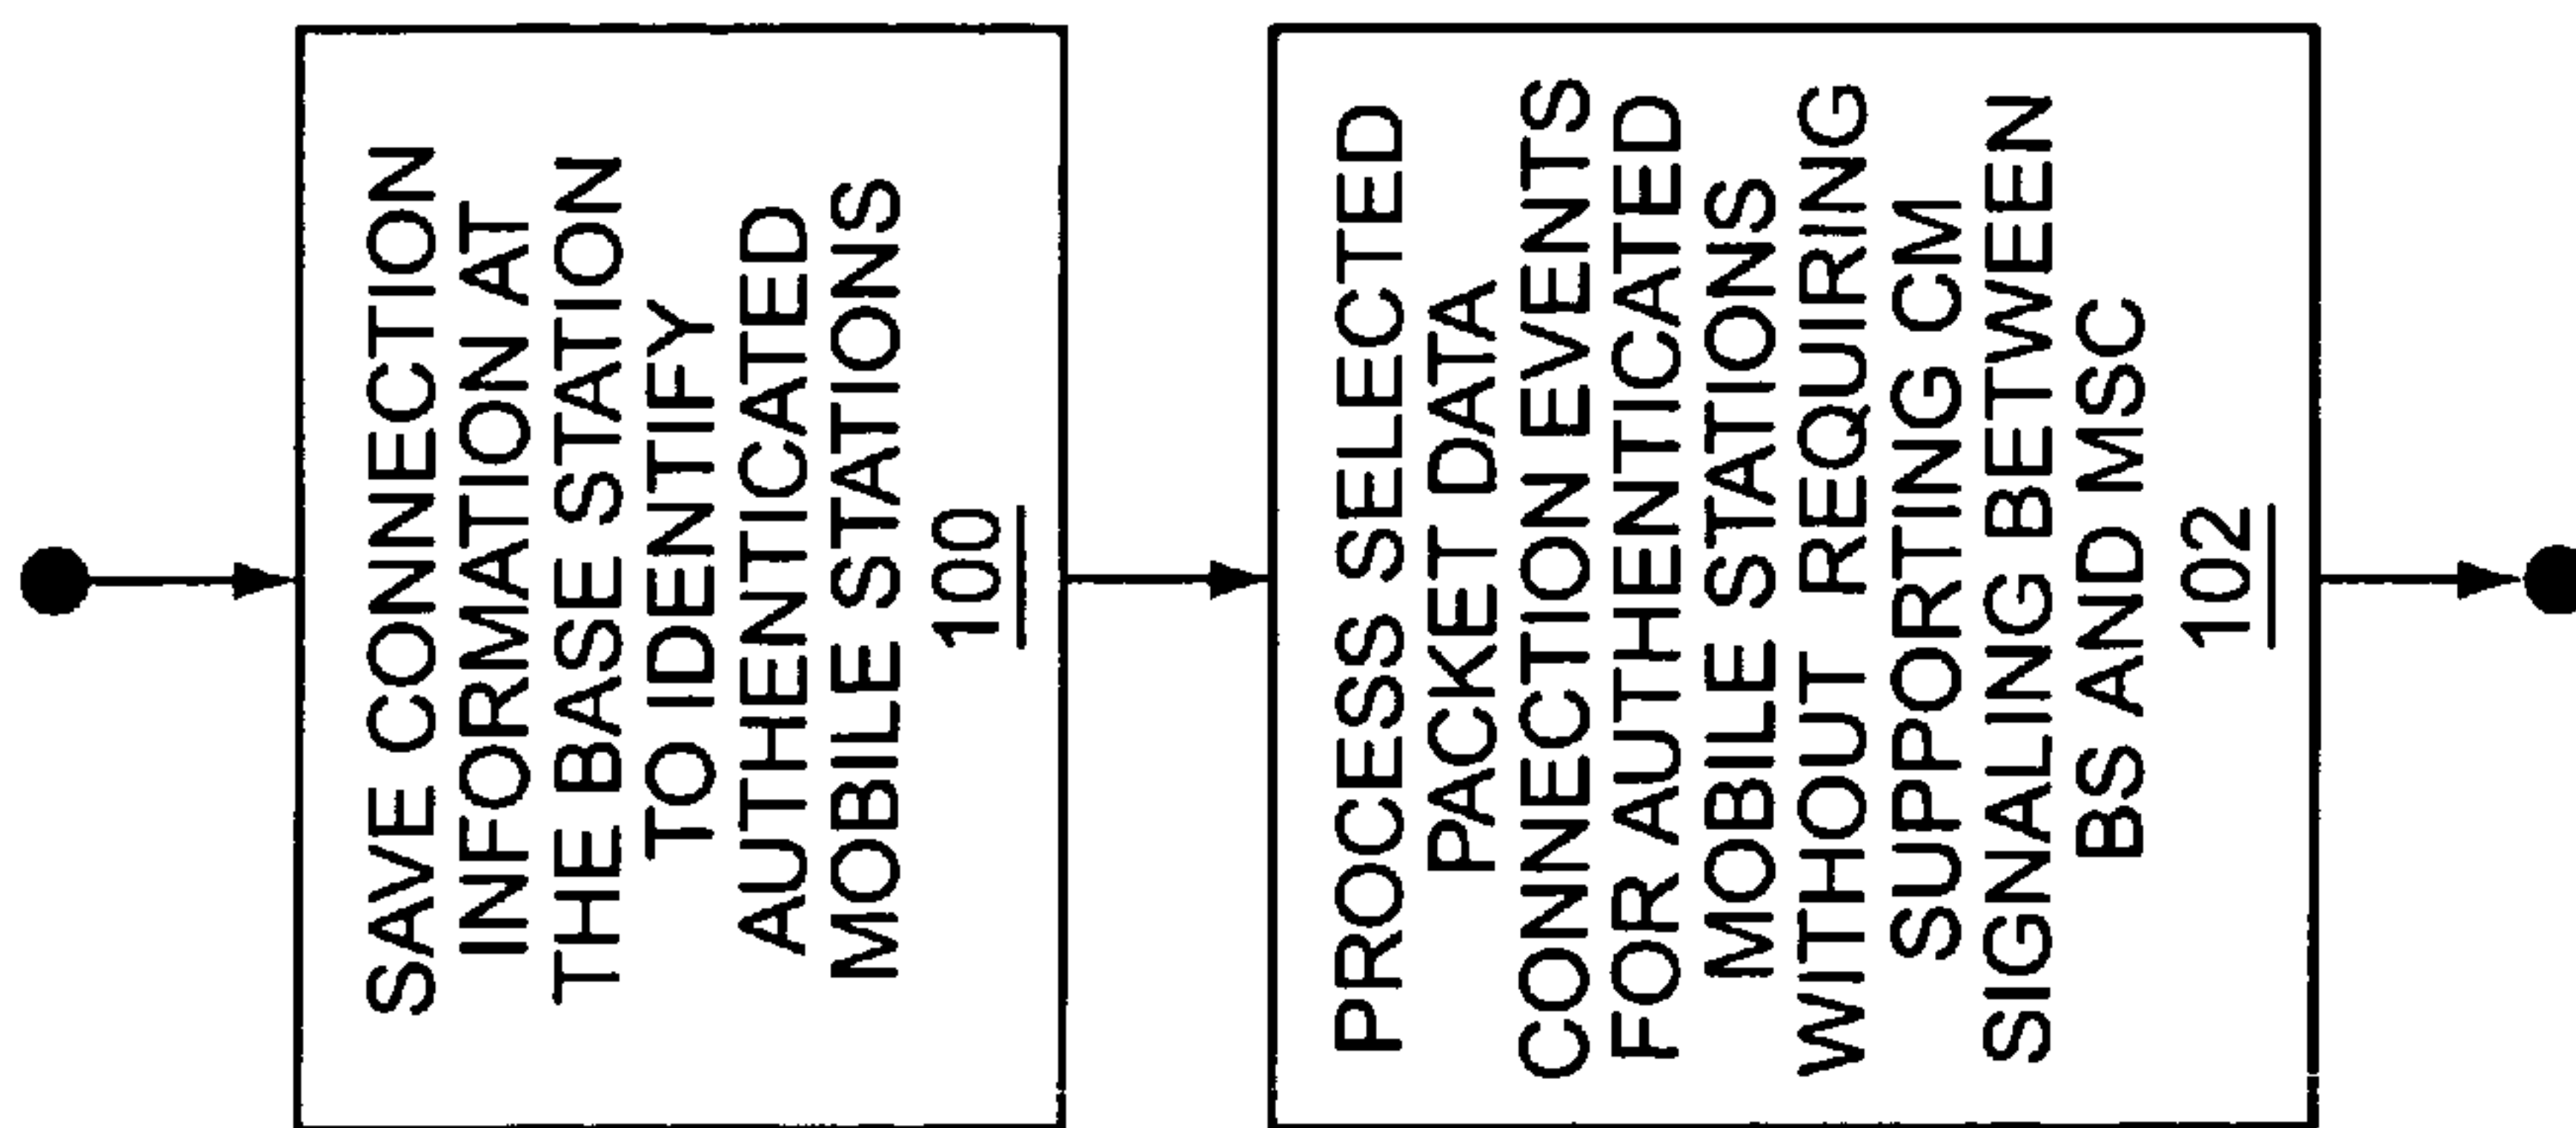 SAVE CONNECTION
INFORMATION AT
THE BASE STATION
TO IDENTIFY
AUTHENTICATED
MOBILE STATIONS
100
PROCESS SELECTED
PACKET DATA
CONNECTION EVENTS
FOR AUTHENTICATED
MOBILE STATIONS
WITHOUT REQUIRING
SUPPORTING CM
SIGNALING BETWEEN
BS AND MSC
102